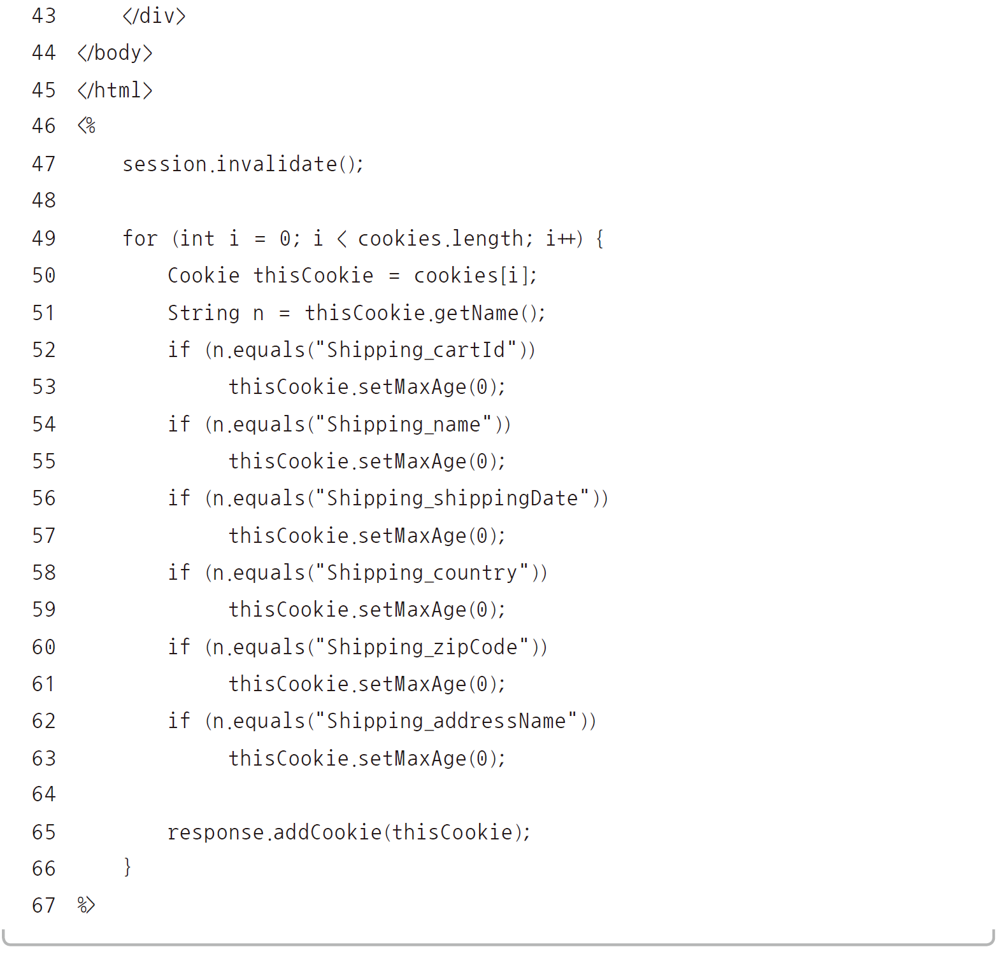 43 </div>
44 </body>
45 </html>
46 <%
47 session.invalidate();
48
49 for (int i = 0; i < cookies.length; i++) {
50 Cookie thisCookie = cookies[i];
51 String n = thisCookie.getName();
52 if (n.equals("Shipping_cartId"))
53 thisCookie.setMaxAge(0);
54 if (n.equals("Shipping_name"))
55 thisCookie.setMaxAge(0);
56 if (n.equals("Shipping_shippingDate"))
57 thisCookie.setMaxAge(0);
58 if (n.equals("Shipping_country"))
59 thisCookie.setMaxAge(0);
60 if (n.equals("Shipping_zipCode"))
61 thisCookie.setMaxAge(0);
62 if (n.equals("Shipping_addressName"))
63 thisCookie.setMaxAge(0);
64
65 response.addCookie(thisCookie);
66 }
67 %>